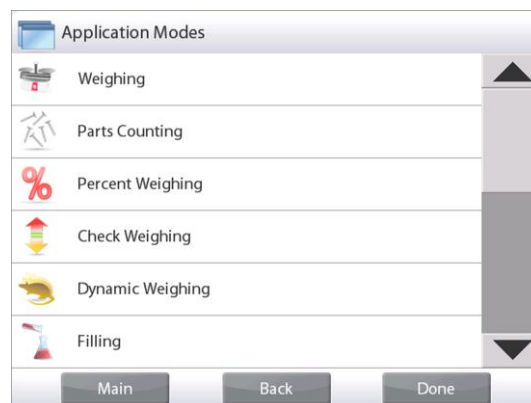 Application Modes
Weighing
Parts Counting
Percent Weighing
Check Weighing
Dynamic Weighing
Filling
Main Back Done